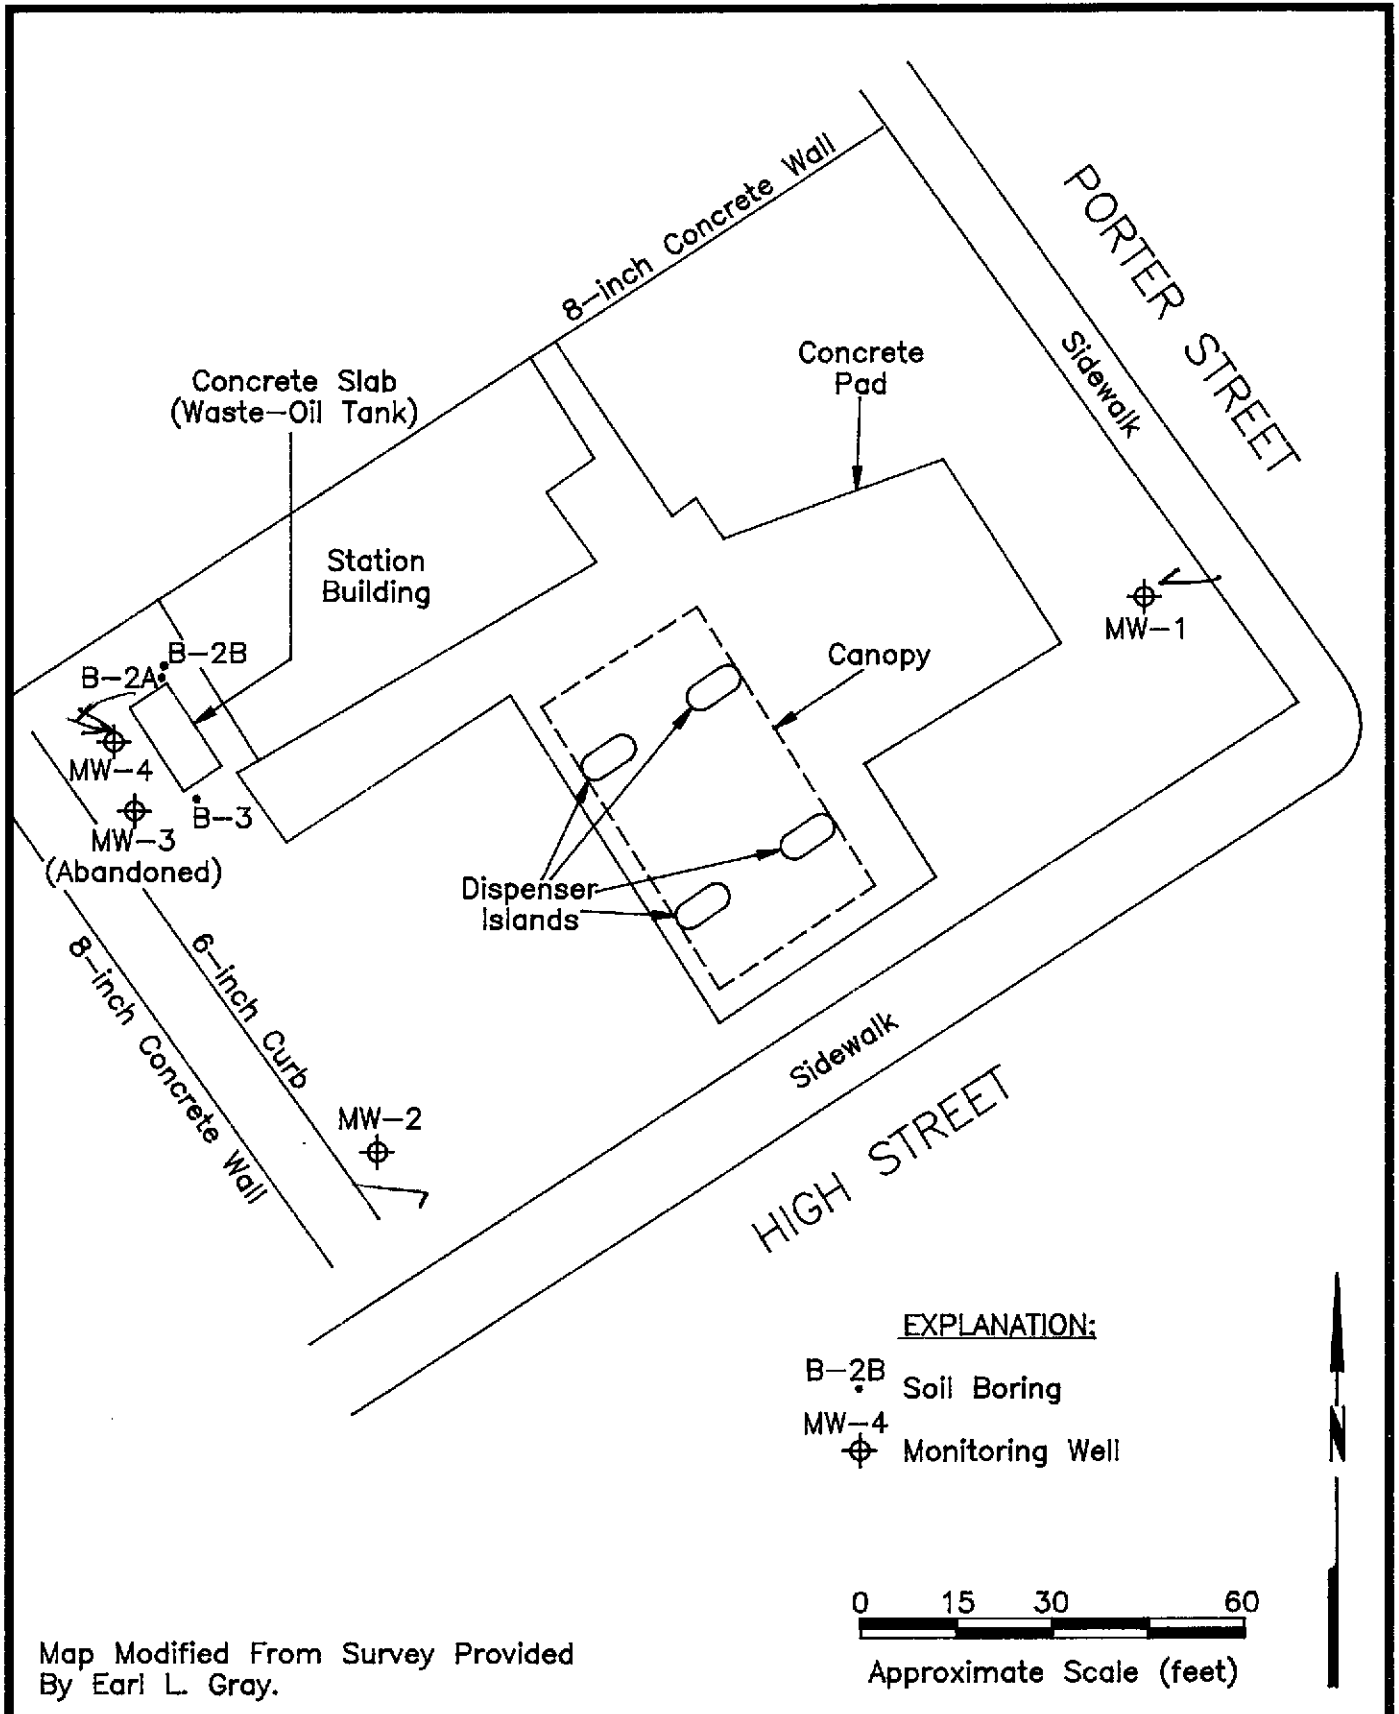 8-inch Concrete Wall
PORTER STREET
Sidewalk
Concrete
Pad
Concrete Slab
(Waste-Oil Tank)
Station
Building
MW-1
Canopy
B-2B
B-2A
MW-4
B-3
MW-3
(Abandoned)
Dispenser
Islands
6-inch Curb
8-inch Concrete Wall
Sidewalk
MW-2
HIGH STREET
EXPLANATION:
B-2B
Soil Boring
MW-4
Monitoring Well
N
0 15 30 60
Approximate Scale (feet)
Map Modified From Survey Provided
By Earl L. Gray.